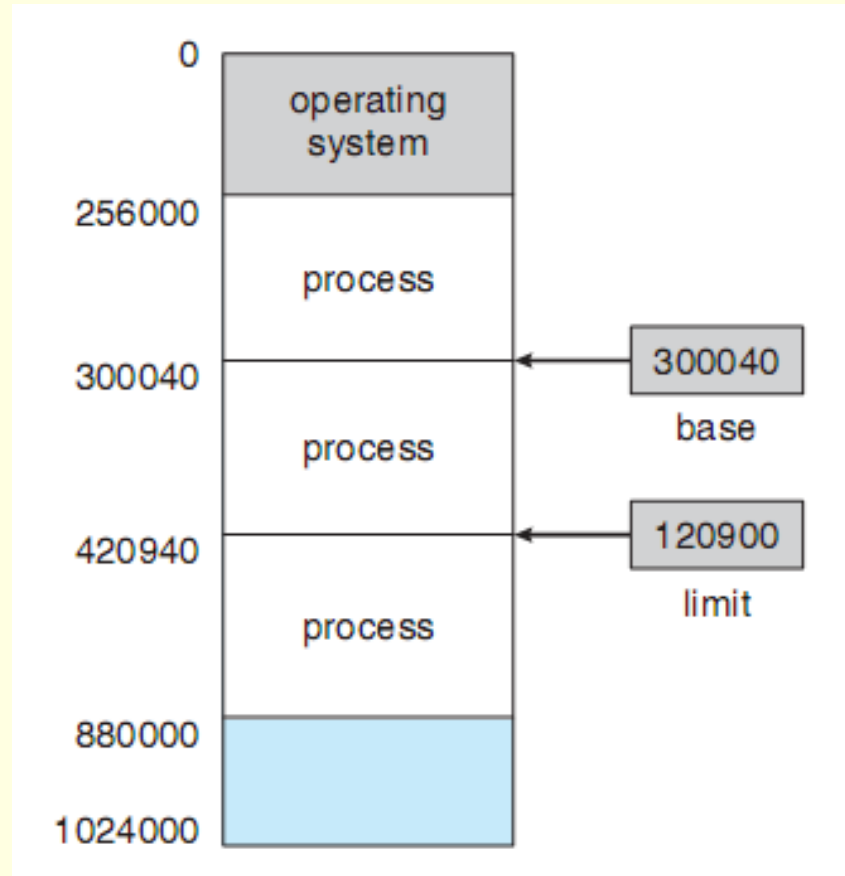 0
operating
system
256000
process
300040
300040
base
process
420940
120900
limit
process
880000
1024000